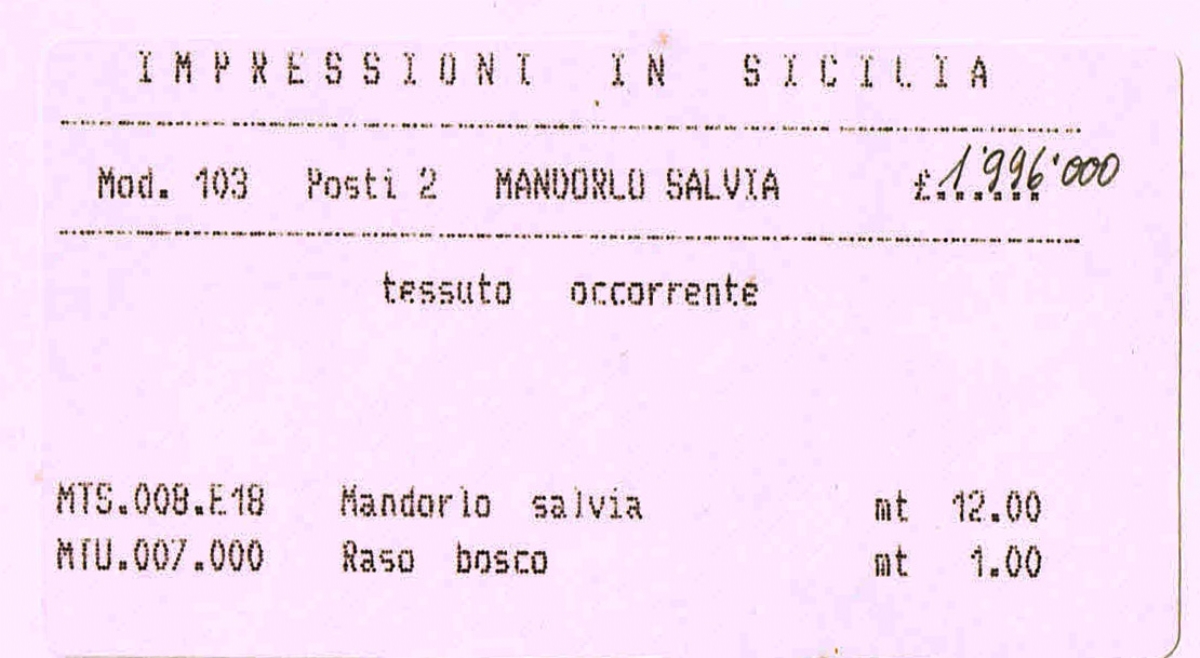 IMPRESSIONI IN SICILIA
Mod. 103 Posti 2 MANDORLO SALVIA £ 1'996'000
tessuto occorrente
MTS.008.E18 Mandorlo salvia mt 12.00
MTU.007.000 Raso bosco mt 1.00